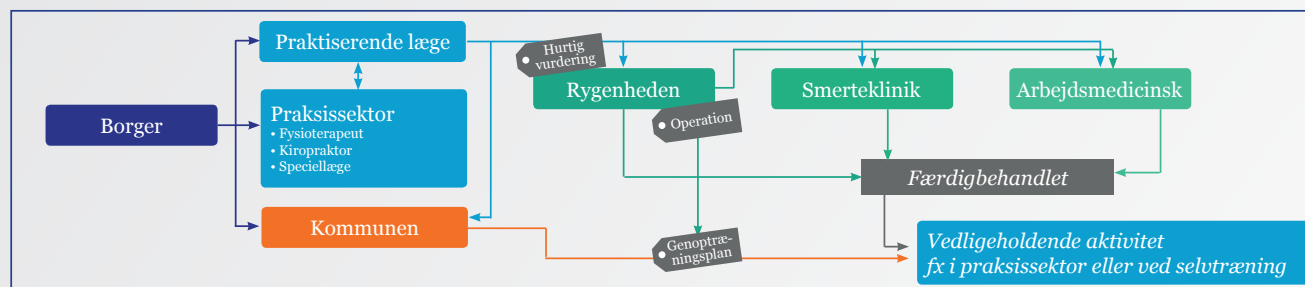 Borger
Praktiserende læge
Praksissektor
• Fysioterapeut
• Kiropraktor
• Speciellæge
Kommunen
Hurtig
vurdering
Rygenheden
Operation
Smerteklinik
Arbejdsmedicinsk
Færdigbehandlet
Genoptræ-
ningsplan
Vedligeholdende aktivitet
fx i praksissektor eller ved selvtræning